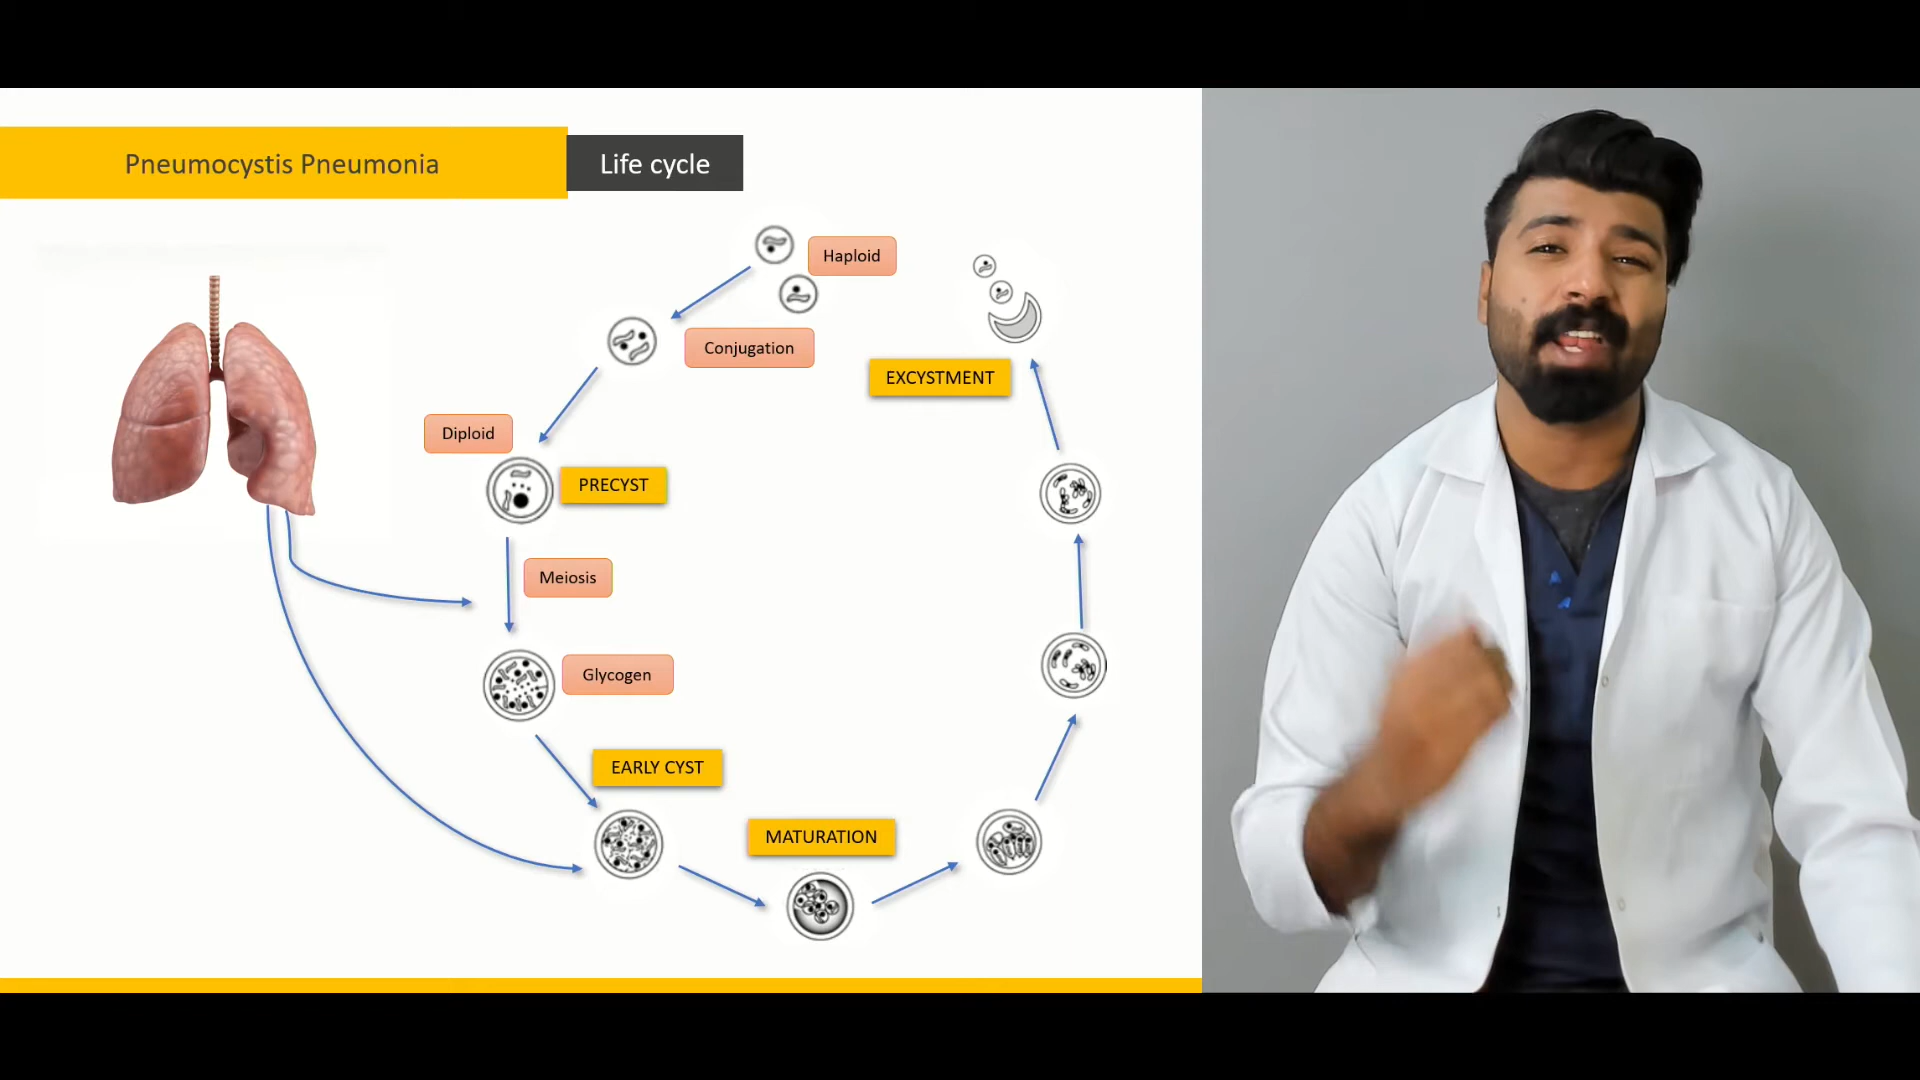 Pneumocystis Pneumonia
Life cycle
Haploid
Conjugation
EXCYSTMENT
Diploid
PRECYST
Meiosis
Glycogen
EARLY CYST
MATURATION